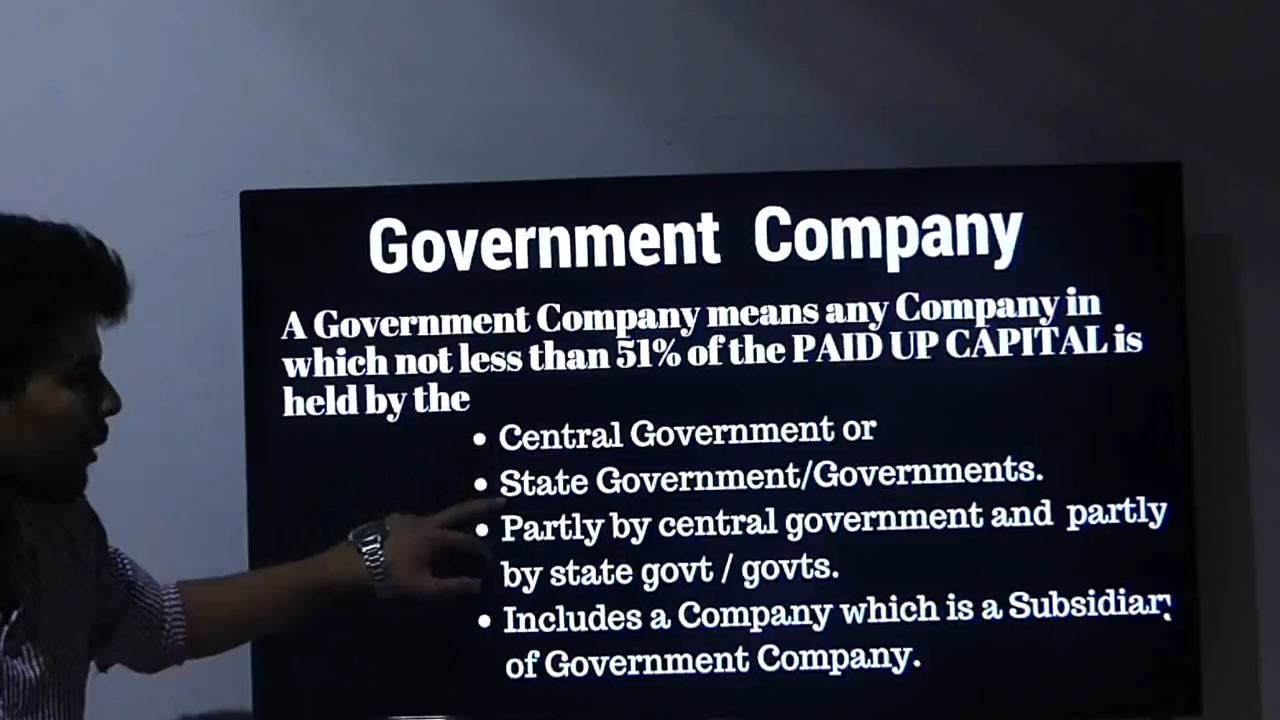 Government Company
A Government Company means any Company in
which not less than 51% of the PAID UP CAPITAL is
held by the
• Central Government or
• State Government/Governments.
• Partly by central government and partly
by state govt / govts.
• Includes a Company which is a Subsidiary
of Government Company.